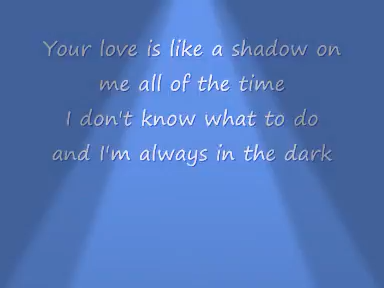 Your love is like a shadow on
me all of the time
I don't know what to do
and I'm always in the dark